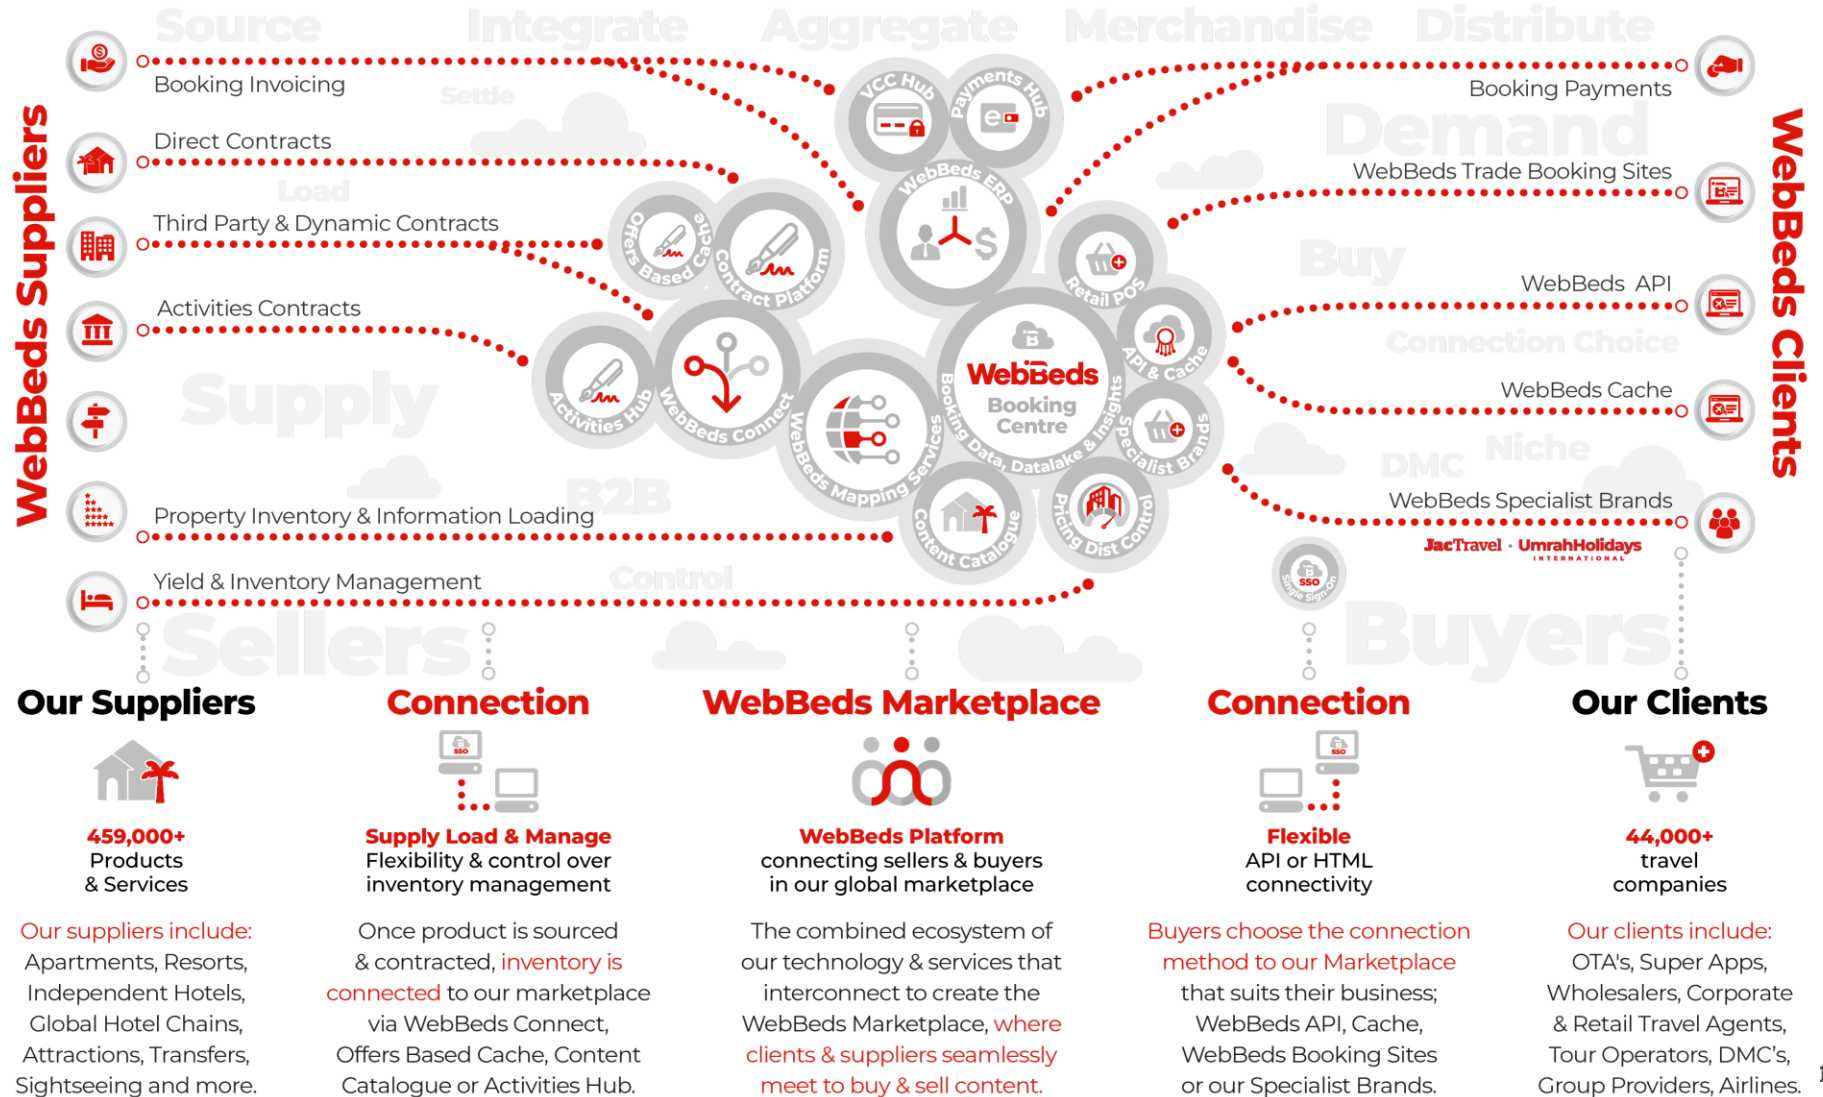 Source
Integrate
Aggregate
Merchandise
Distribute
WebBeds Suppliers
Booking Invoicing
Settle
Direct Contracts
Load
Third Party & Dynamic Contracts
Activities Contracts
Supply
B2B
Property Inventory & Information Loading
Yield & Inventory Management
Control
Sellers
VCC Hub
Payments Hub
WebBeds ERP
Offers Based Cache
Contract Platform
Retail POS
API & Cache
Activities Hub
WebBeds Connect
WebBeds Mapping Services
B
WebBeds
Booking
Centre
Booking Data, Datalake & Insights
Specialist Brands
Content Catalogue
Pricing Dist Control
B
SSO
Single Sign-On
Booking Payments
Demand
WebBeds Trade Booking Sites
Buy
WebBeds API
Connection Choice
WebBeds Cache
DMC
Niche
WebBeds Specialist Brands
JacTravel · UmrahHolidays
INTERNATIONAL
Buyers
WebBeds Clients
Our Suppliers
459,000+
Products
& Services
Our suppliers include:
Apartments, Resorts,
Independent Hotels,
Global Hotel Chains,
Attractions, Transfers,
Sightseeing and more.
Connection
SSO
Supply Load & Manage
Flexibility & control over
inventory management
Once product is sourced
& contracted, inventory is
connected to our marketplace
via WebBeds Connect,
Offers Based Cache, Content
Catalogue or Activities Hub.
WebBeds Marketplace
WebBeds Platform
connecting sellers & buyers
in our global marketplace
The combined ecosystem of
our technology & services that
interconnect to create the
WebBeds Marketplace, where
clients & suppliers seamlessly
meet to buy & sell content.
Connection
SSO
Flexible
API or HTML
connectivity
Buyers choose the connection
method to our Marketplace
that suits their business;
WebBeds API, Cache,
WebBeds Booking Sites
or our Specialist Brands.
Our Clients
44,000+
travel
companies
Our clients include:
OTA's, Super Apps,
Wholesalers, Corporate
& Retail Travel Agents,
Tour Operators, DMC's,
Group Providers, Airlines.